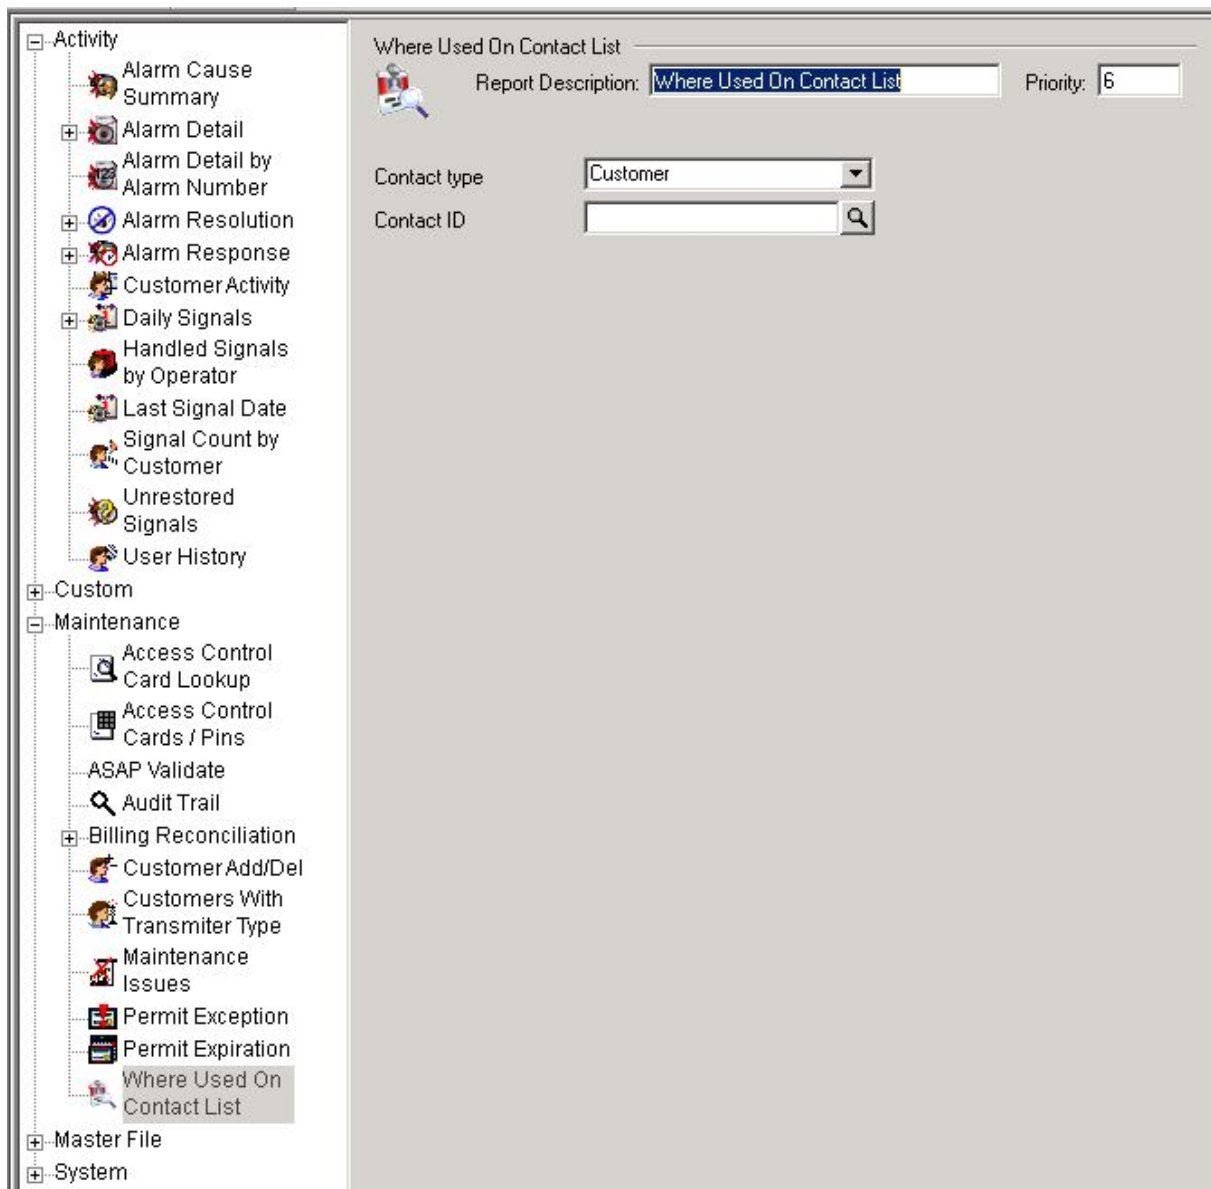 Activity
Alarm Cause
Summary
Alarm Detail
Alarm Detail by
Alarm Number
Alarm Resolution
Alarm Response
Customer Activity
Daily Signals
Handled Signals
by Operator
Last Signal Date
Signal Count by
Customer
Unrestored
Signals
User History
Custom
Maintenance
Access Control
Card Lookup
Access Control
Cards / Pins
ASAP Validate
Audit Trail
Billing Reconciliation
Customer Add/Del
Customers With
Transmiter Type
Maintenance
Issues
Permit Exception
Permit Expiration
Where Used On
Contact List
Master File
System
Where Used On Contact List
Report Description: Where Used On Contact List Priority: 6
Contact type Customer
Contact ID